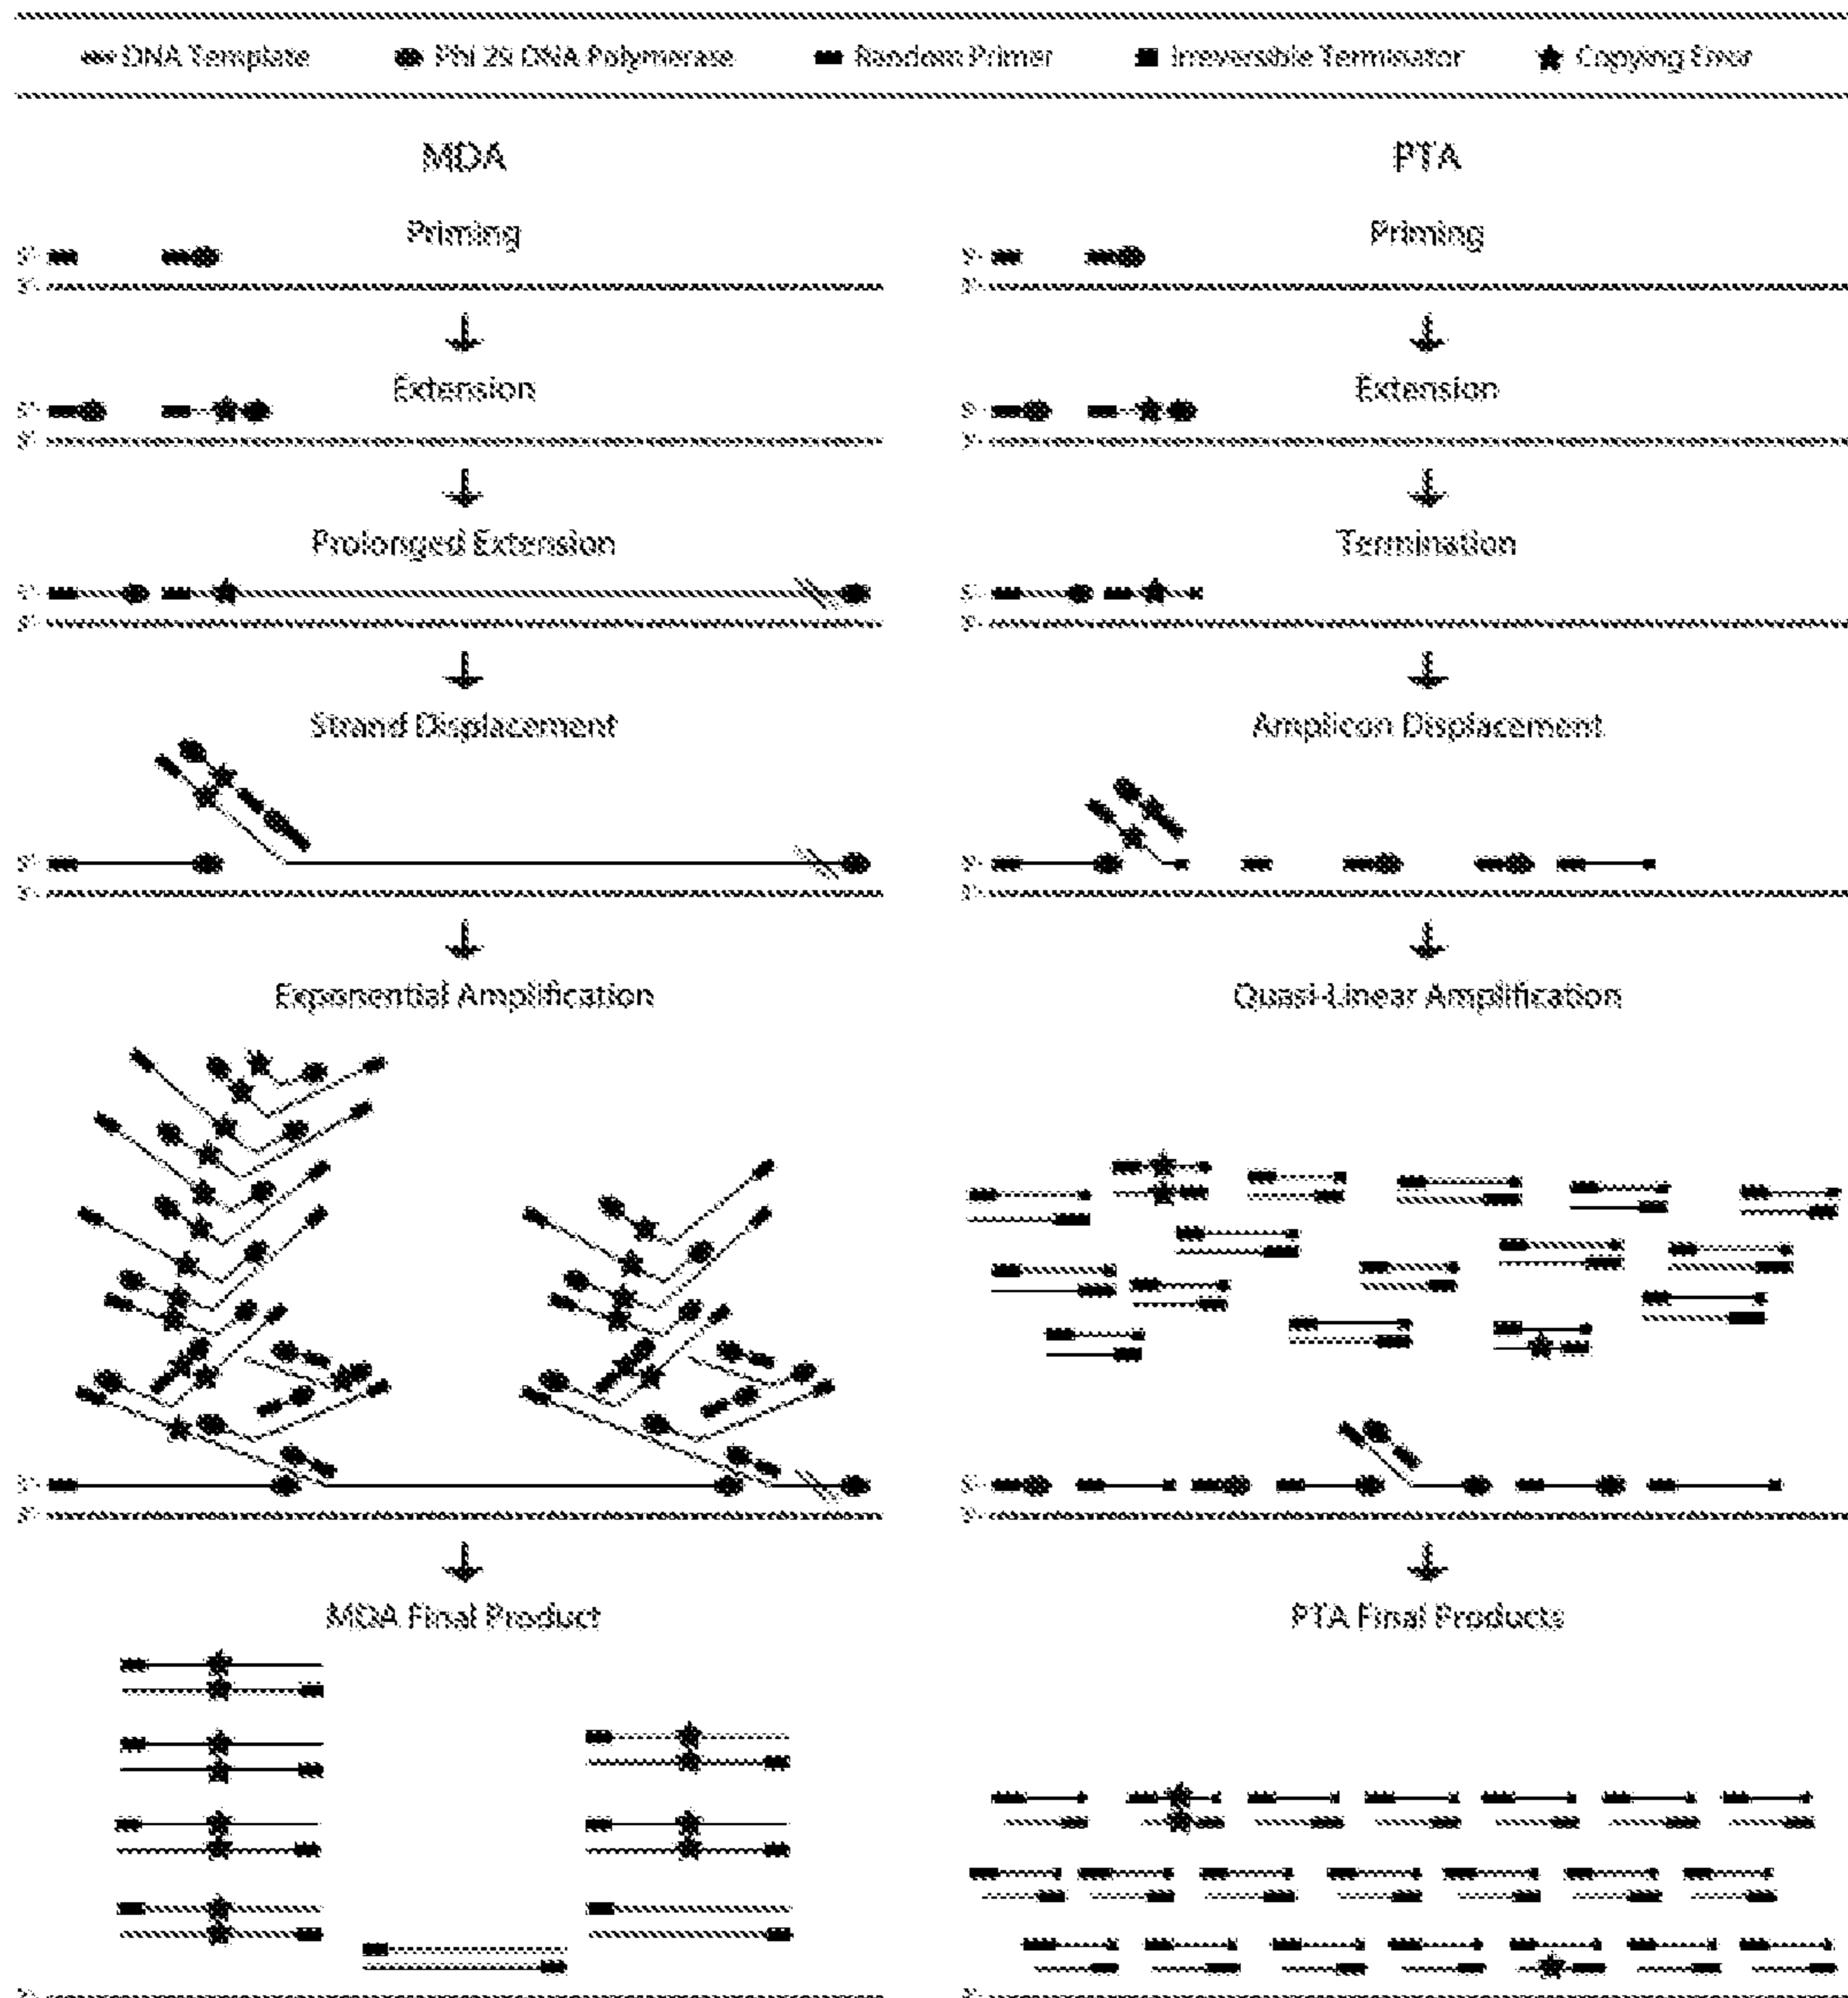 DNA Template Phi 29 DNA Polymerase Random Primer Irreversible Terminator Copying Error
MDA
PTA
Priming
Priming
Extension
Extension
Prolonged Extension
Termination
Strand Displacement
Amplicon Displacement
Exponential Amplification
Quasi-Linear Amplification
MDA Final Product
PTA Final Products